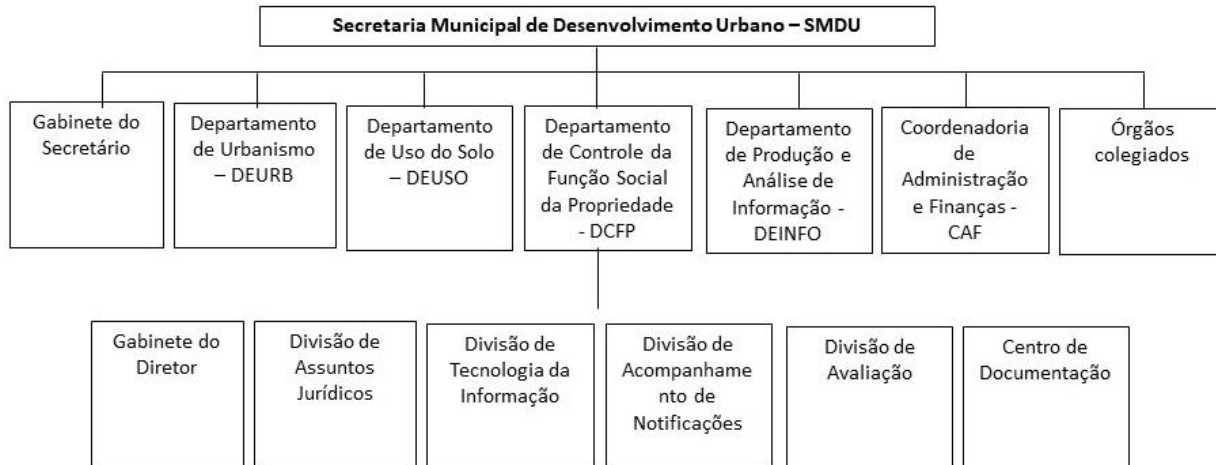 Secretaria Municipal de Desenvolvimento Urbano – SMDU
Gabinete do
Secretário
Departamento
de Urbanismo
– DEURB
Departamento
de Uso do Solo
– DEUSO
Departamento
de Controle da
Função Social
da Propriedade
- DCFP
Departamento
de Produção e
Análise de
Informação -
DEINFO
Coordenadoria
de
Administração
e Finanças -
CAF
Órgãos
colegiados
Gabinete do
Diretor
Divisão de
Assuntos
Jurídicos
Divisão de
Tecnologia da
Informação
Divisão de
Acompanhame
nto de
Notificações
Divisão de
Avaliação
Centro de
Documentação